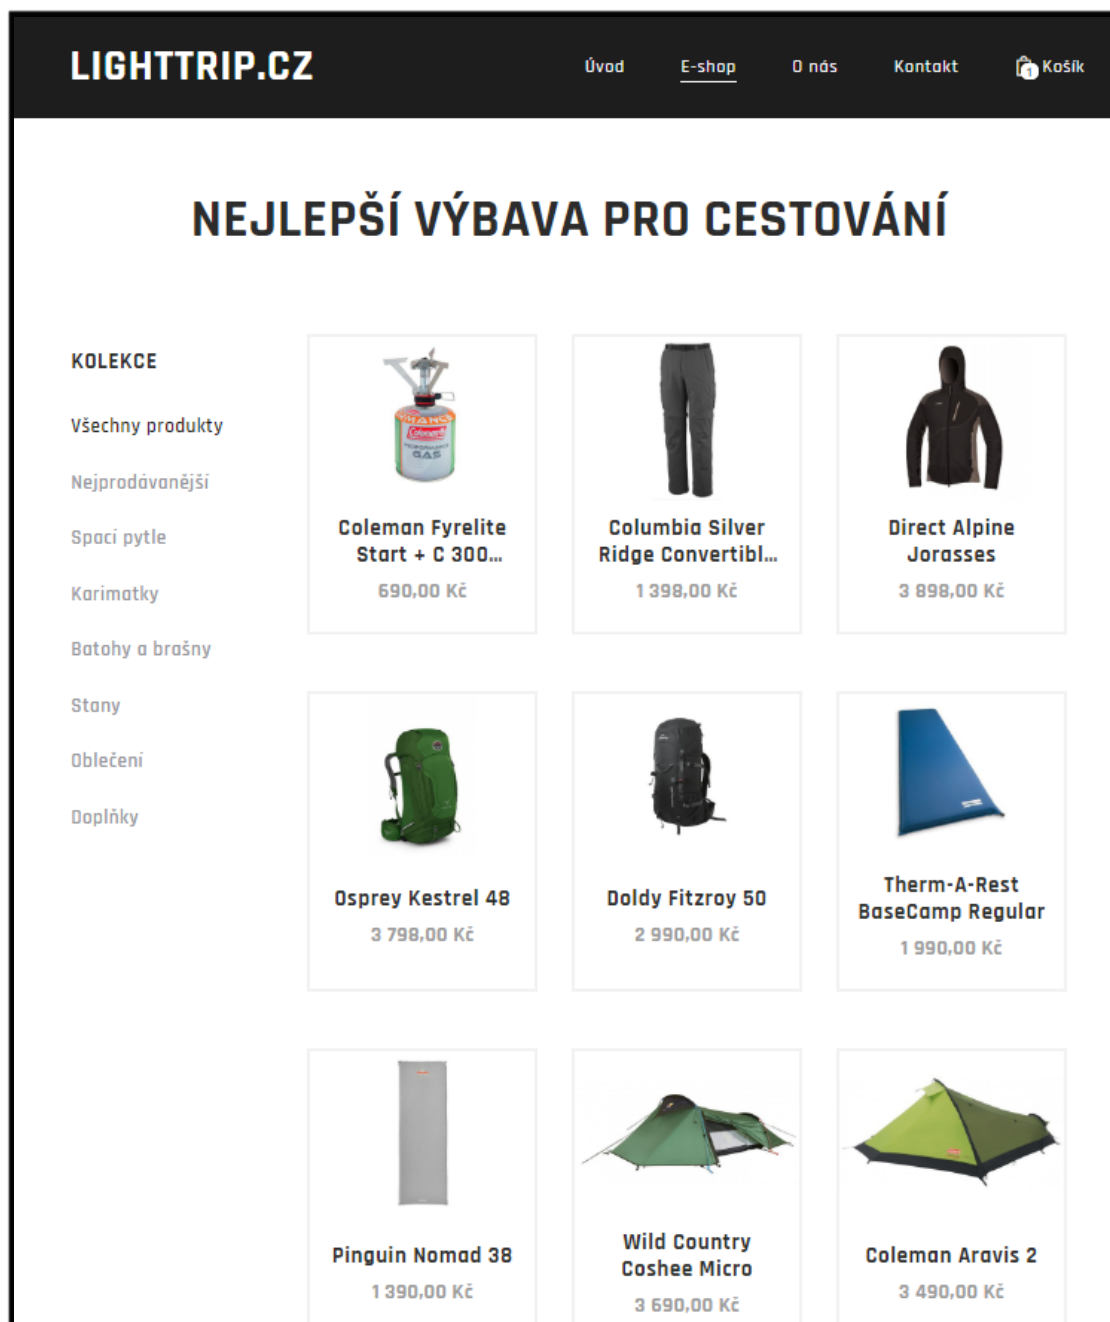 LIGHTTRIP.CZ
Úvod E-shop O nás Kontakt 1 Košík
NEJLEPŠÍ VÝBAVA PRO CESTOVÁNÍ
KOLEKCE
Všechny produkty
Nejprodávanější
Spací pytle
Karimatky
Batohy a brašny
Stany
Oblečení
Doplňky
Coleman
PERFORMANCE
GAS
Coleman Fyrelite
Start + C 300...
690,00 Kč
Columbia Silver
Ridge Convertibl...
1 398,00 Kč
Direct Alpine
Jorasses
3 898,00 Kč
Osprey Kestrel 48
3 798,00 Kč
Doldy Fitzroy 50
2 990,00 Kč
Therm-A-Rest
BaseCamp Regular
1 990,00 Kč
Pinguin Nomad 38
1 390,00 Kč
Wild Country
Coshee Micro
3 690,00 Kč
Coleman Aravis 2
3 490,00 Kč